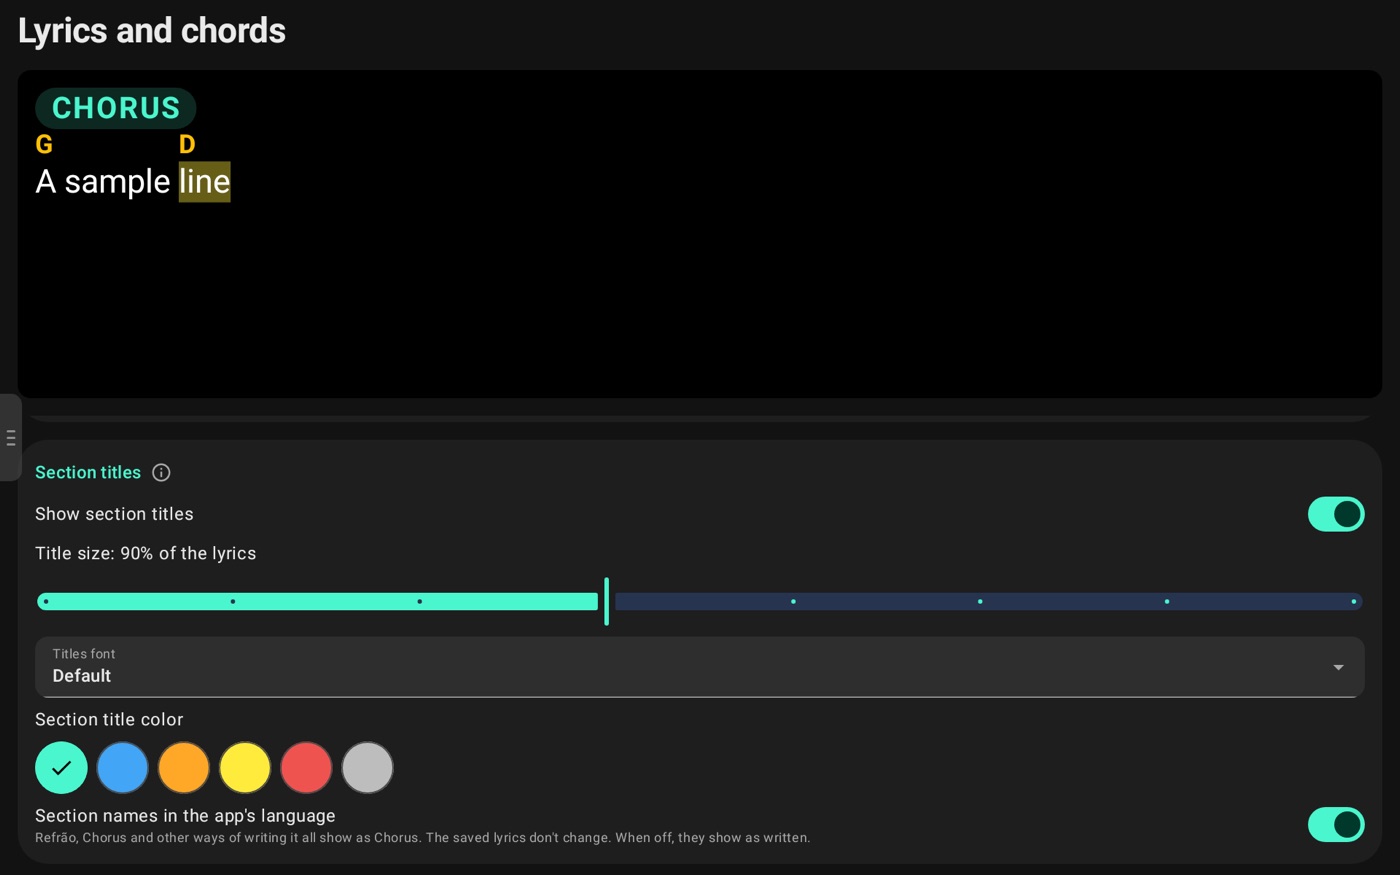 Lyrics and chords
CHORUS
G D
A sample line
Section titles
Show section titles
Title size: 90% of the lyrics
Titles font
Default
Section title color
Section names in the app's language
Refrão, Chorus and other ways of writing it all show as Chorus. The saved lyrics don't change. When off, they show as written.